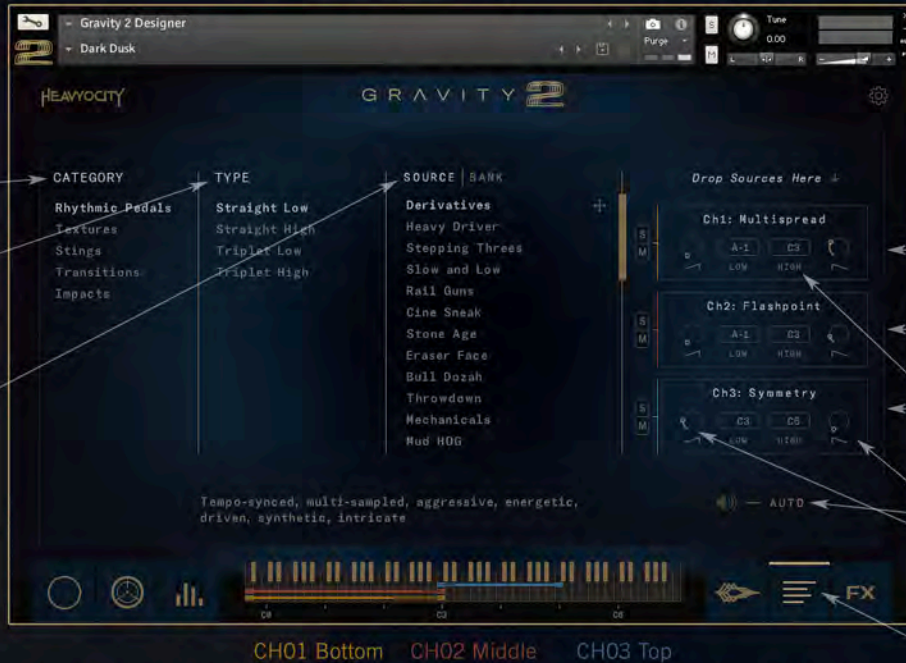 Gravity 2 Designer
Dark Dusk
Purge
S
M
Tune
0.00
L R
- +
HEAVYOCITY
GRAVITY 2
CATEGORY
Rhythmic Pedals
Textures
Stings
Transitions
Impacts
TYPE
Straight Low
Straight High
Triplet Low
Triplet High
SOURCE | BANK
Derivatives
Heavy Driver
Stepping Threes
Slow and Low
Rail Guns
Cine Sneak
Stone Age
Eraser Face
Bull Dozah
Throwdown
Mechanicals
Mud HOG
Drop Sources Here ↓
S
M
Ch1: Multispread
A-1 C3
LOW HIGH
S
M
Ch2: Flashpoint
A-1 C3
LOW HIGH
S
M
Ch3: Symmetry
C3 C6
LOW HIGH
Tempo-synced, multi-sampled, aggressive, energetic,
driven, synthetic, intricate
AUTO
C0 C3 C6
FX
CH01 Bottom CH02 Middle CH03 Top